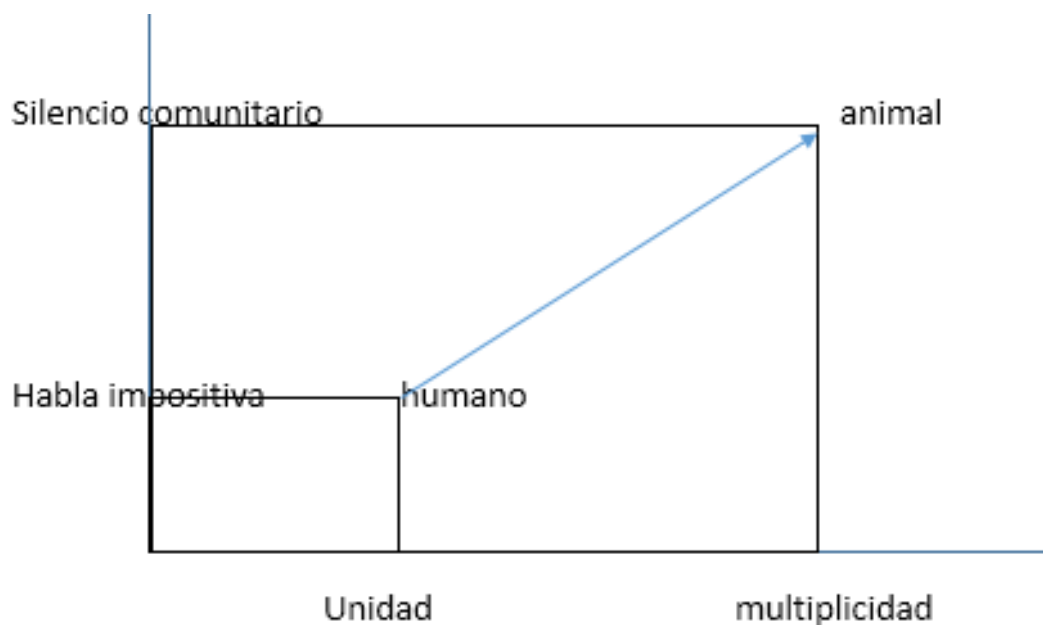 Silencio comunitario animal
Habla impositiva humano
Unidad multiplicidad